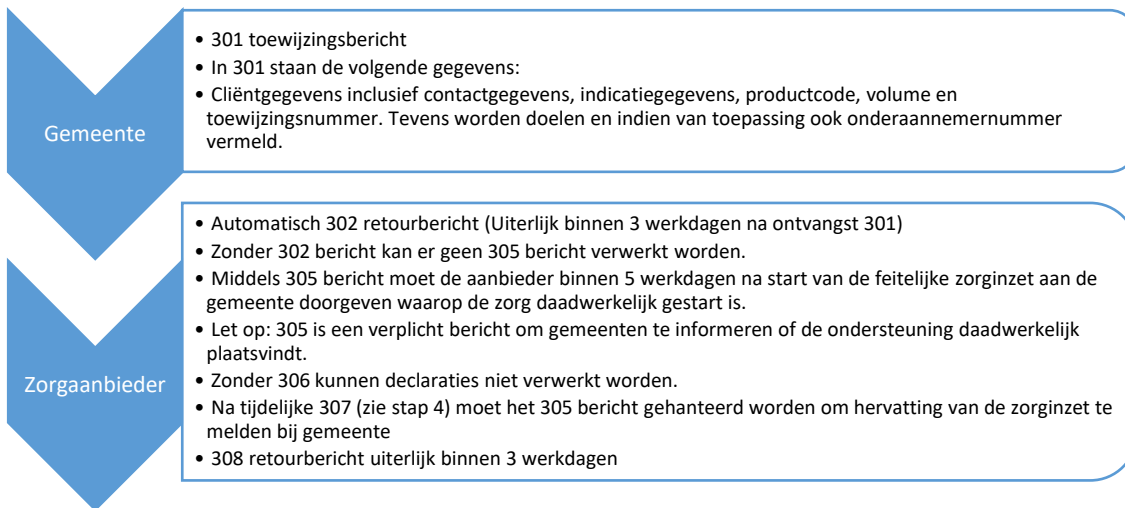 Gemeente
• 301 toewijzingsbericht
• In 301 staan de volgende gegevens:
• Cliëntgegevens inclusief contactgegevens, indicatiegegevens, productcode, volume en
toewijzingsnummer. Tevens worden doelen en indien van toepassing ook onderaannemernummer
vermeld.
Zorgaanbieder
• Automatisch 302 retourbericht (Uiterlijk binnen 3 werkdagen na ontvangst 301)
• Zonder 302 bericht kan er geen 305 bericht verwerkt worden.
• Middels 305 bericht moet de aanbieder binnen 5 werkdagen na start van de feitelijke zorginzet aan de
gemeente doorgeven waarop de zorg daadwerkelijk gestart is.
• Let op: 305 is een verplicht bericht om gemeenten te informeren of de ondersteuning daadwerkelijk
plaatsvindt.
• Zonder 306 kunnen declaraties niet verwerkt worden.
• Na tijdelijke 307 (zie stap 4) moet het 305 bericht gehanteerd worden om hervatting van de zorginzet te
melden bij gemeente
• 308 retourbericht uiterlijk binnen 3 werkdagen